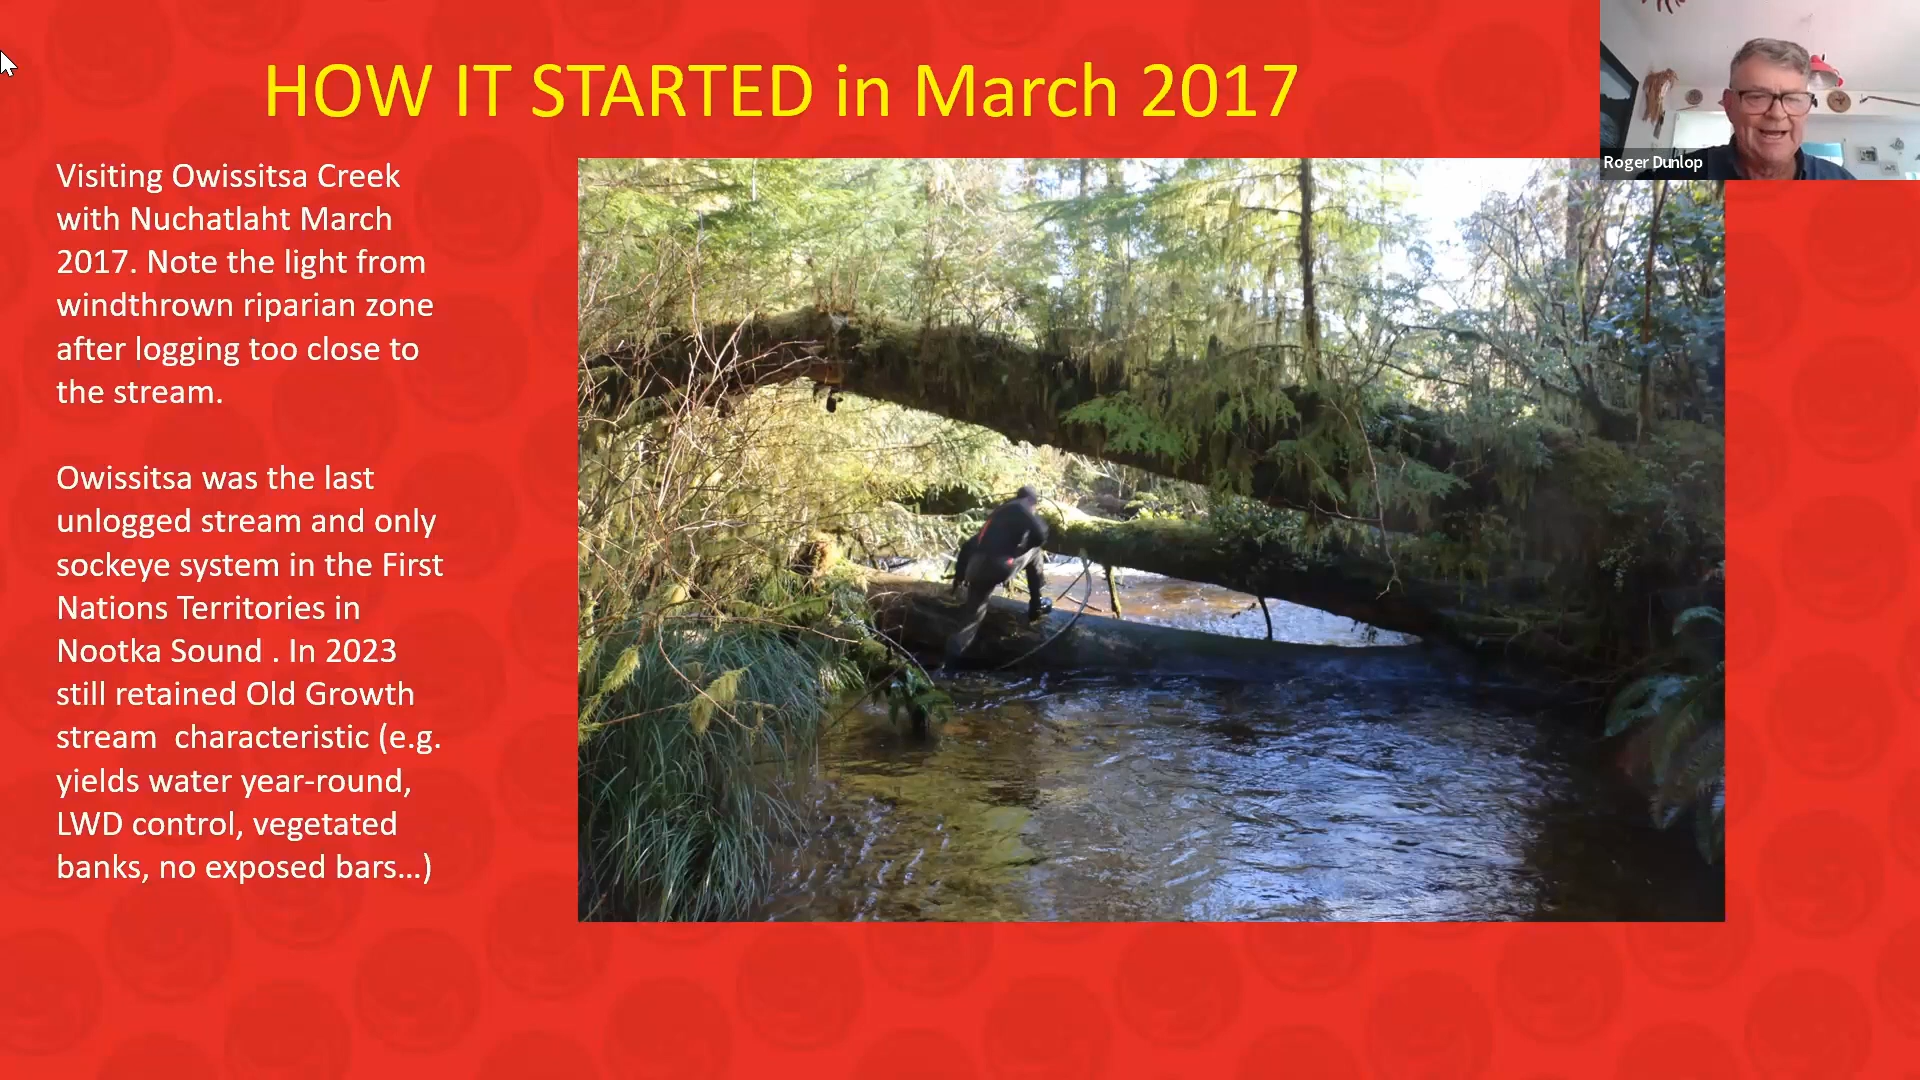 HOW IT STARTED in March 2017
Roger Dunlop
Visiting Owissitsa Creek
with Nuchatlaht March
2017. Note the light from
windthrown riparian zone
after logging too close to
the stream.
Owissitsa was the last
unlogged stream and only
sockeye system in the First
Nations Territories in
Nootka Sound . In 2023
still retained Old Growth
stream  characteristic (e.g.
yields water year-round,
LWD control, vegetated
banks, no exposed bars...)